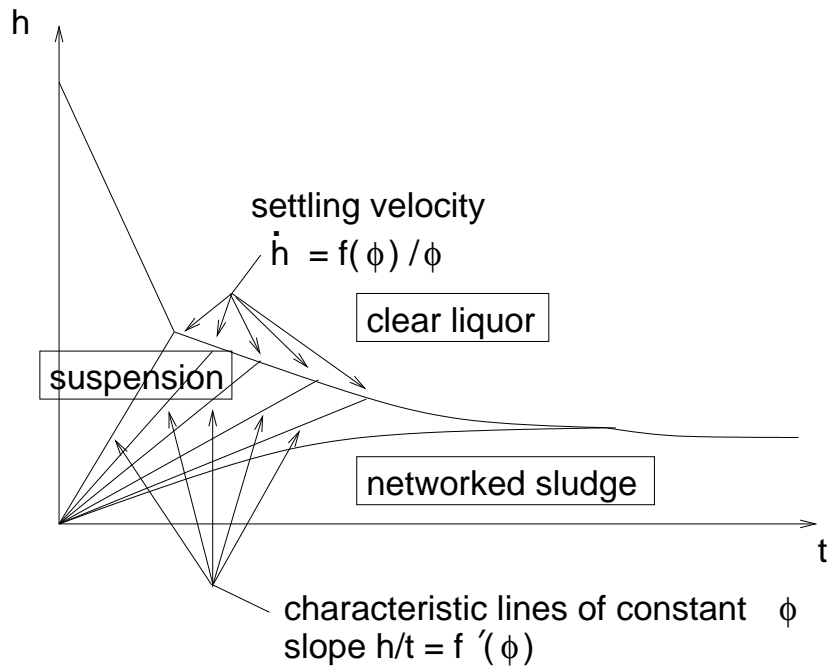 h
settling velocity
ḣ = f(ϕ)/ϕ
clear liquor
suspension
networked sludge
t
characteristic lines of constant ϕ
slope h/t = f ′(ϕ)